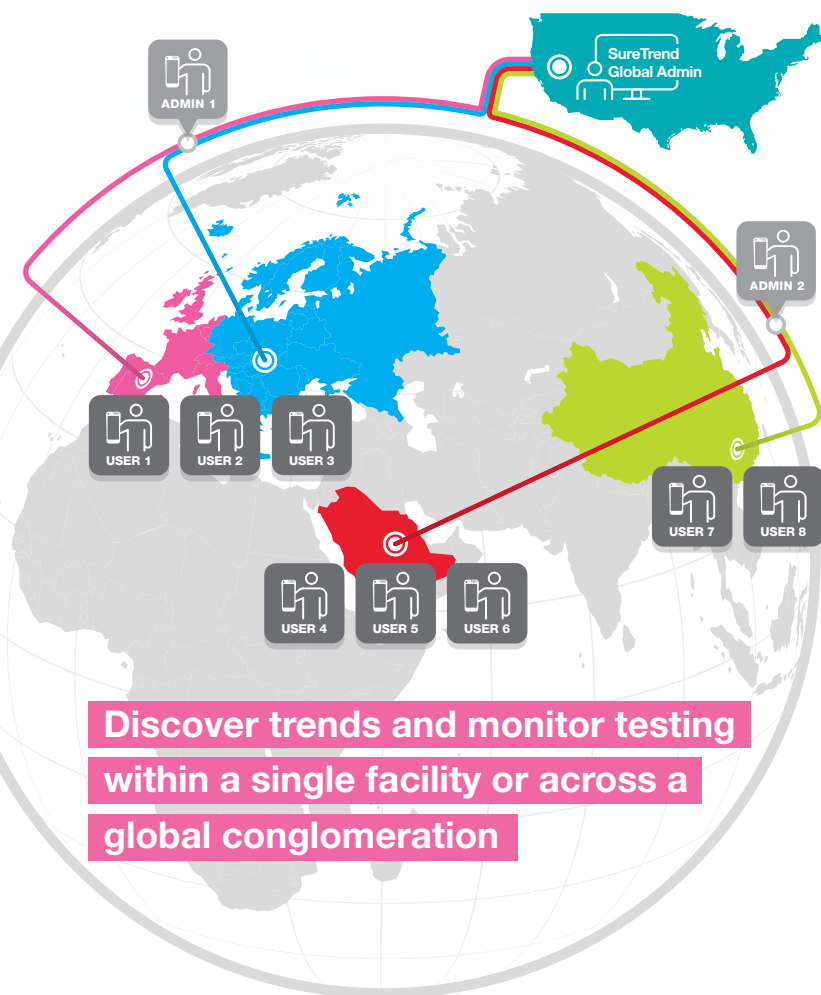 SureTrend
Global Admin
ADMIN 1
ADMIN 2
USER 1
USER 2
USER 3
USER 7
USER 8
USER 4
USER 5
USER 6
Discover trends and monitor testing
within a single facility or across a
global conglomeration